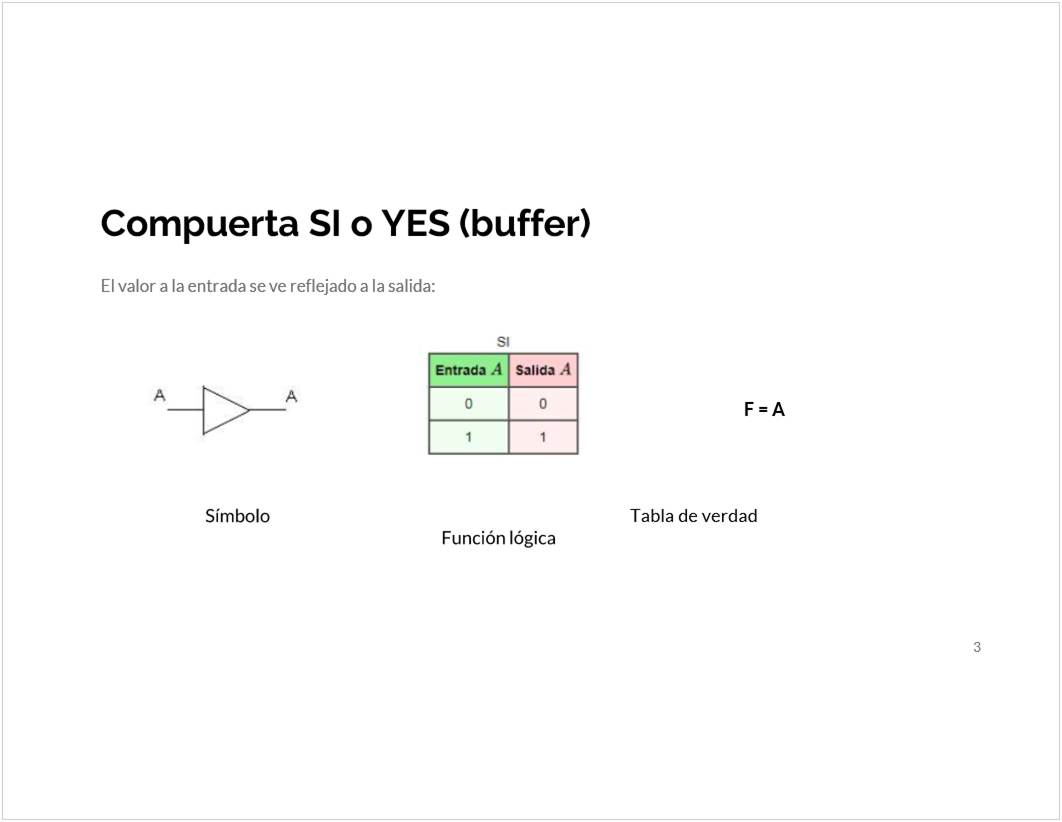 Compuerta SI o YES (buffer)
El valor a la entrada se ve reflejado a la salida:
A A
SI
Entrada A Salida A
0 0
1 1
F = A
Símbolo
Función lógica
Tabla de verdad
3